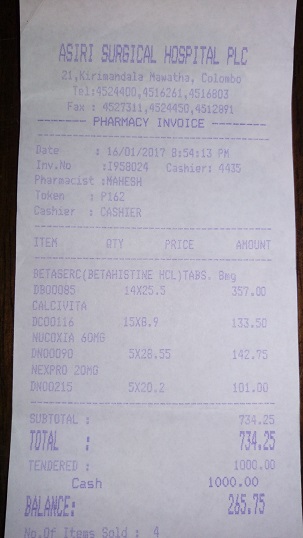 ASIRI SURGICAL HOSPITAL PLC
21,Kirimandala Mawatha, Colombo
Tel:4524400,4516261,4516803
Fax : 4527311,4524450,4512891
PHARMACY INVOICE
Date : 16/01/2017 8:54:13 PM
Inv.No :I958024 Cashier: 4435
Pharmacist :MAHESH
Token : P162
Cashier : CASHIER
ITEM QTY PRICE AMOUNT
BETASERC(BETAHISTINE HCL)TABS. 8mg
DB00085 14X25.5 357.00
CALCIVITA
DC00116 15X8.9 133.50
NUCOXIA 60MG
DN00090 5X28.55 142.75
NEXPRO 20MG
DN00215 5X20.2 101.00
SUBTOTAL : 734.25
TOTAL : 734.25
TENDERED : 1000.00
Cash 1000.00
BALANCE: 265.75
No.Of Items Sold : 4